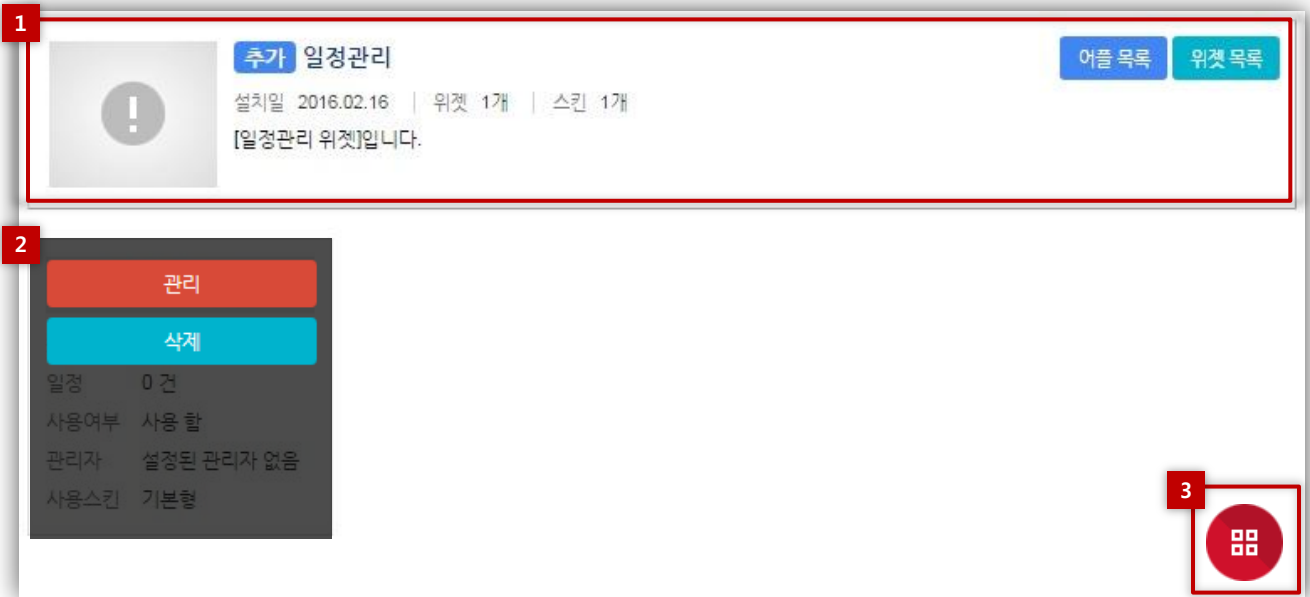 1
추가 일정관리
어플 목록 위젯 목록
설치일 2016.02.16 위젯 1개 스킨 1개
[일정관리 위젯]입니다.
2
관리
삭제
일정 0 건
사용여부 사용 함
관리자 설정된 관리자 없음
사용스킨 기본형
3